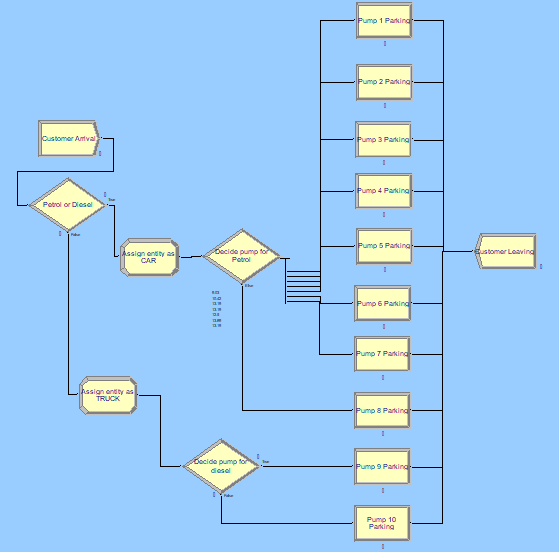 Pump 1 Parking
Pump 2 Parking
Customer Arrival
Pump 3 Parking
Petrol or Diesel
True
False
Pump 4 Parking
Assign entity as
CAR
Decide pump for
Petrol
Else
Pump 5 Parking
Customer Leaving
Pump 6 Parking
Pump 7 Parking
Assign entity as
TRUCK
Pump 8 Parking
Decide pump for
diesel
True
False
Pump 9 Parking
Pump 10
Parking